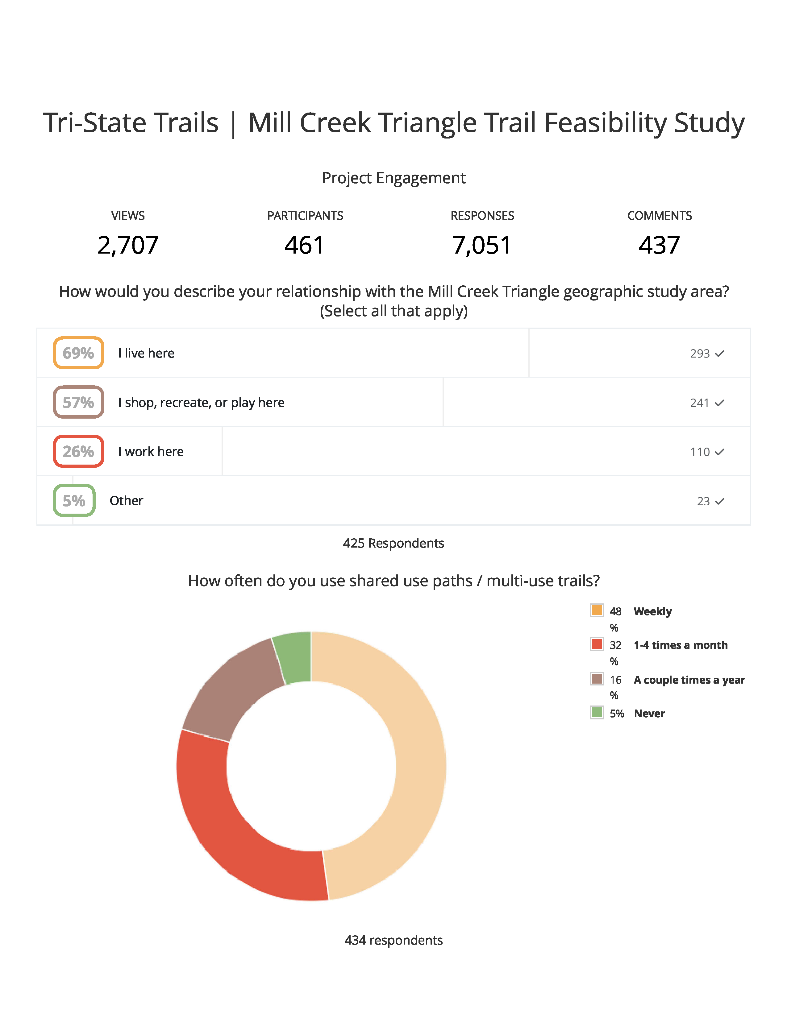 Tri-State Trails | Mill Creek Triangle Trail Feasibility Study
Project Engagement
VIEWS PARTICIPANTS RESPONSES COMMENTS
2,707 461 7,051 437
How would you describe your relationship with the Mill Creek Triangle geographic study area?
(Select all that apply)
69% I live here 293 ✓
57% I shop, recreate, or play here 241 ✓
26% I work here 110 ✓
5% Other 23 ✓
425 Respondents
How often do you use shared use paths / multi-use trails?
48 Weekly
%
32 1-4 times a month
%
16 A couple times a year
%
5% Never
434 respondents